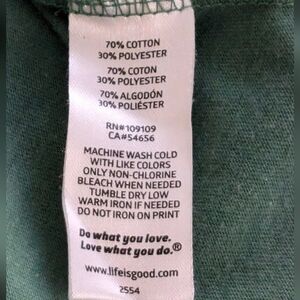 70% COTTON
30% POLYESTER
70% COTON
30% POLYESTER
70% ALGODÓN
30% POLIÉSTER
RN#109109
CA#54656
MACHINE WASH COLD
WITH LIKE COLORS
ONLY NON-CHLORINE
BLEACH WHEN NEEDED
TUMBLE DRY LOW
WARM IRON IF NEEDED
DO NOT IRON ON PRINT
Do what you love.
Love what you do.®
www.lifeisgood.com
2554